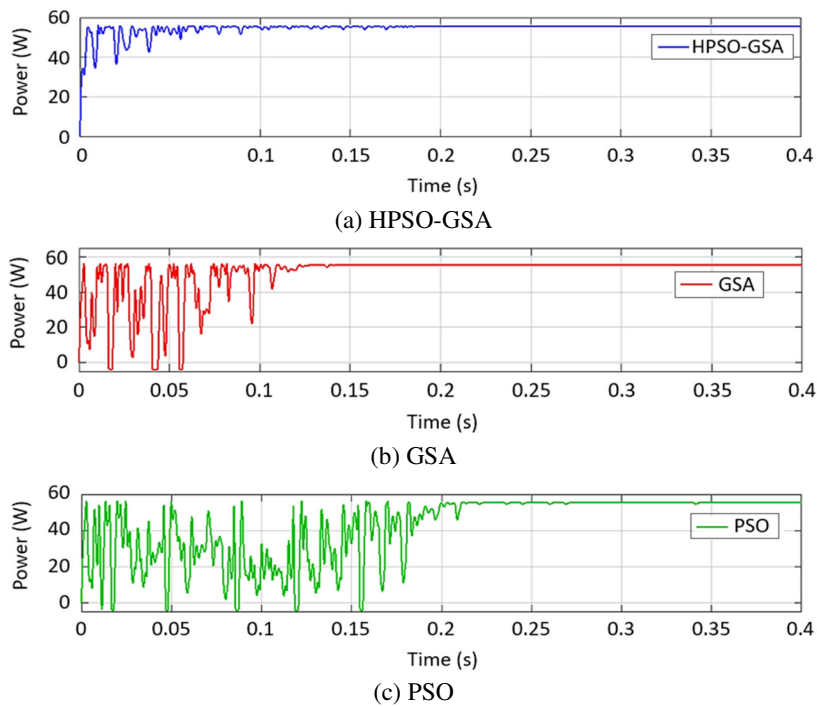 Power (W)
60
40
20
0
HPSO-GSA
0 0.1 0.15 0.2 0.25 0.3 0.35 0.4
Time (s)
(a) HPSO-GSA
Power (W)
60
40
20
0
GSA
0 0.05 0.1 0.15 0.2 0.25 0.3 0.35 0.4
Time (s)
(b) GSA
Power (W)
60
40
20
0
PSO
0 0.05 0.1 0.15 0.2 0.25 0.3 0.35 0.4
Time (s)
(c) PSO